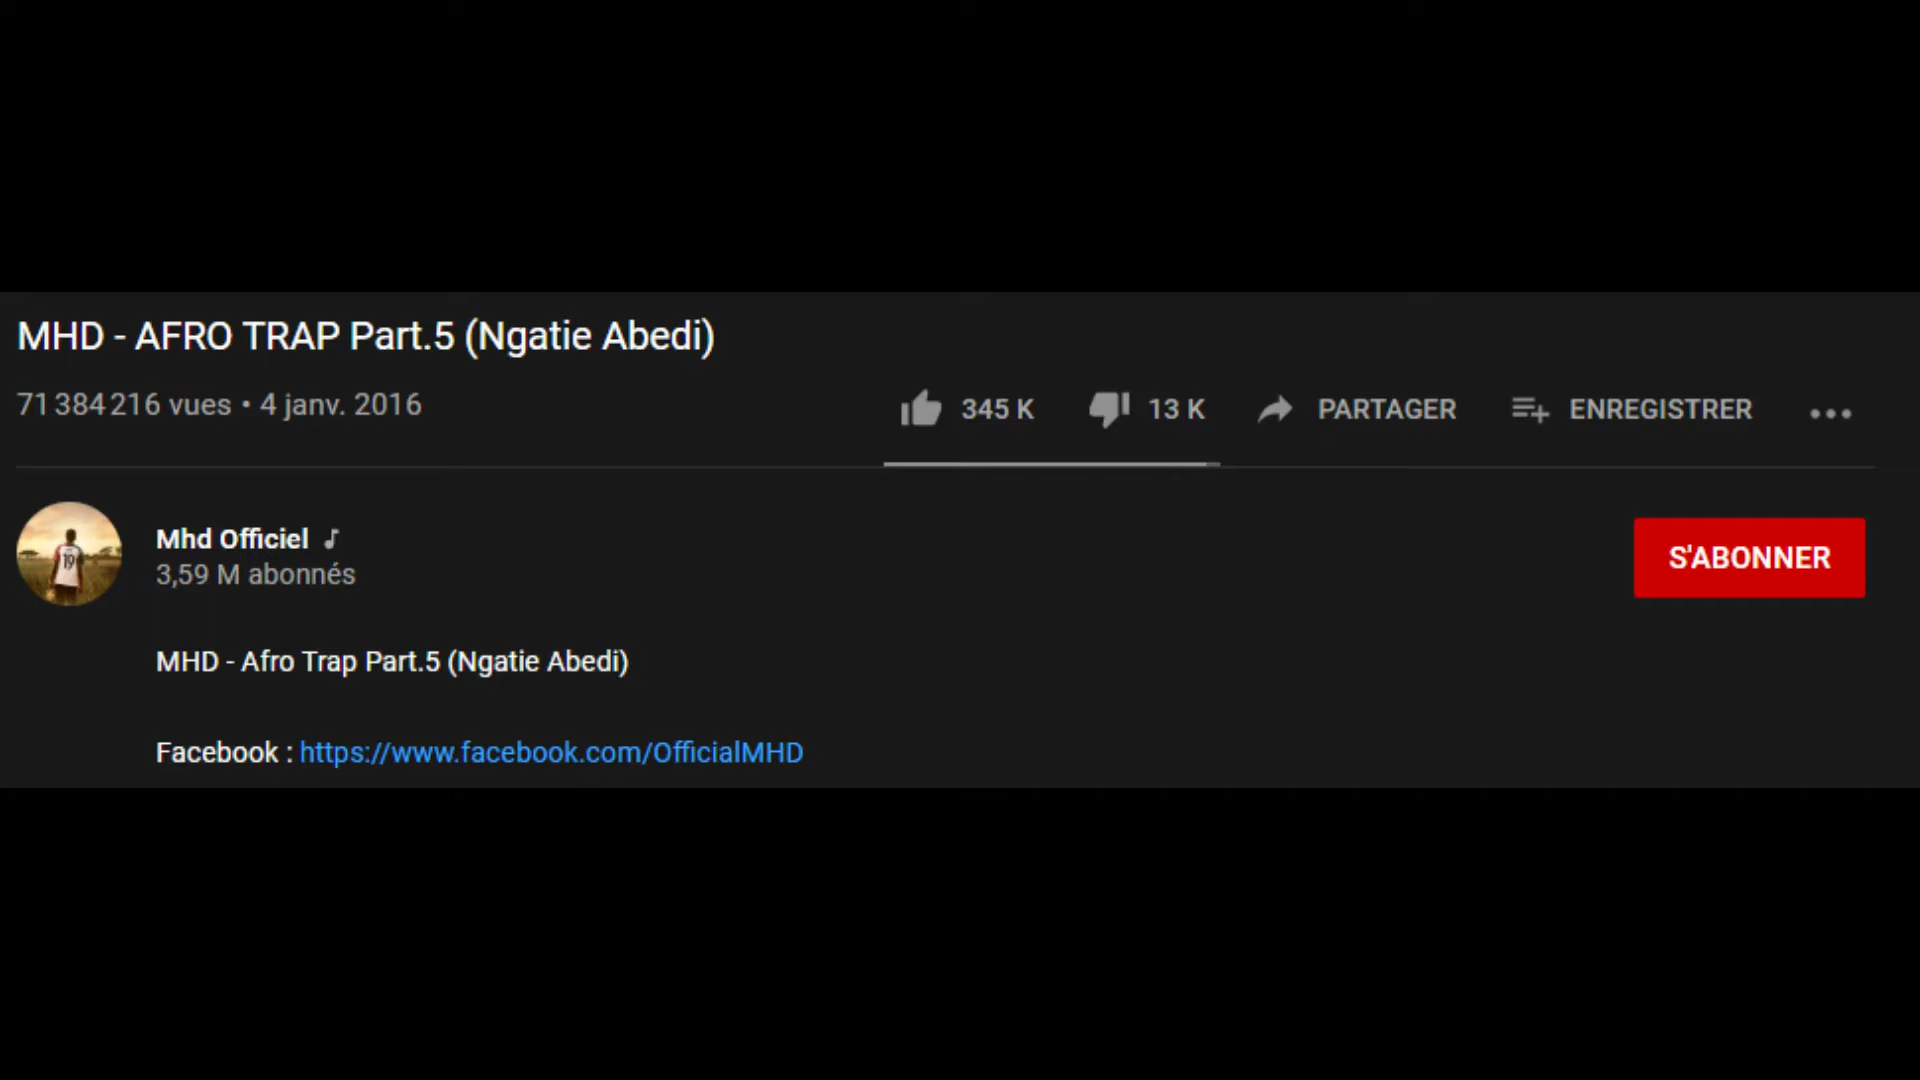 MHD - AFRO TRAP Part.5 (Ngatie Abedi)
71 384 216 vues • 4 janv. 2016
345 K 13 K PARTAGER ENREGISTRER
Mhd Officiel
3,59 M abonnés
19
S'ABONNER
MHD - Afro Trap Part.5 (Ngatie Abedi)
Facebook : https://www.facebook.com/OfficialMHD